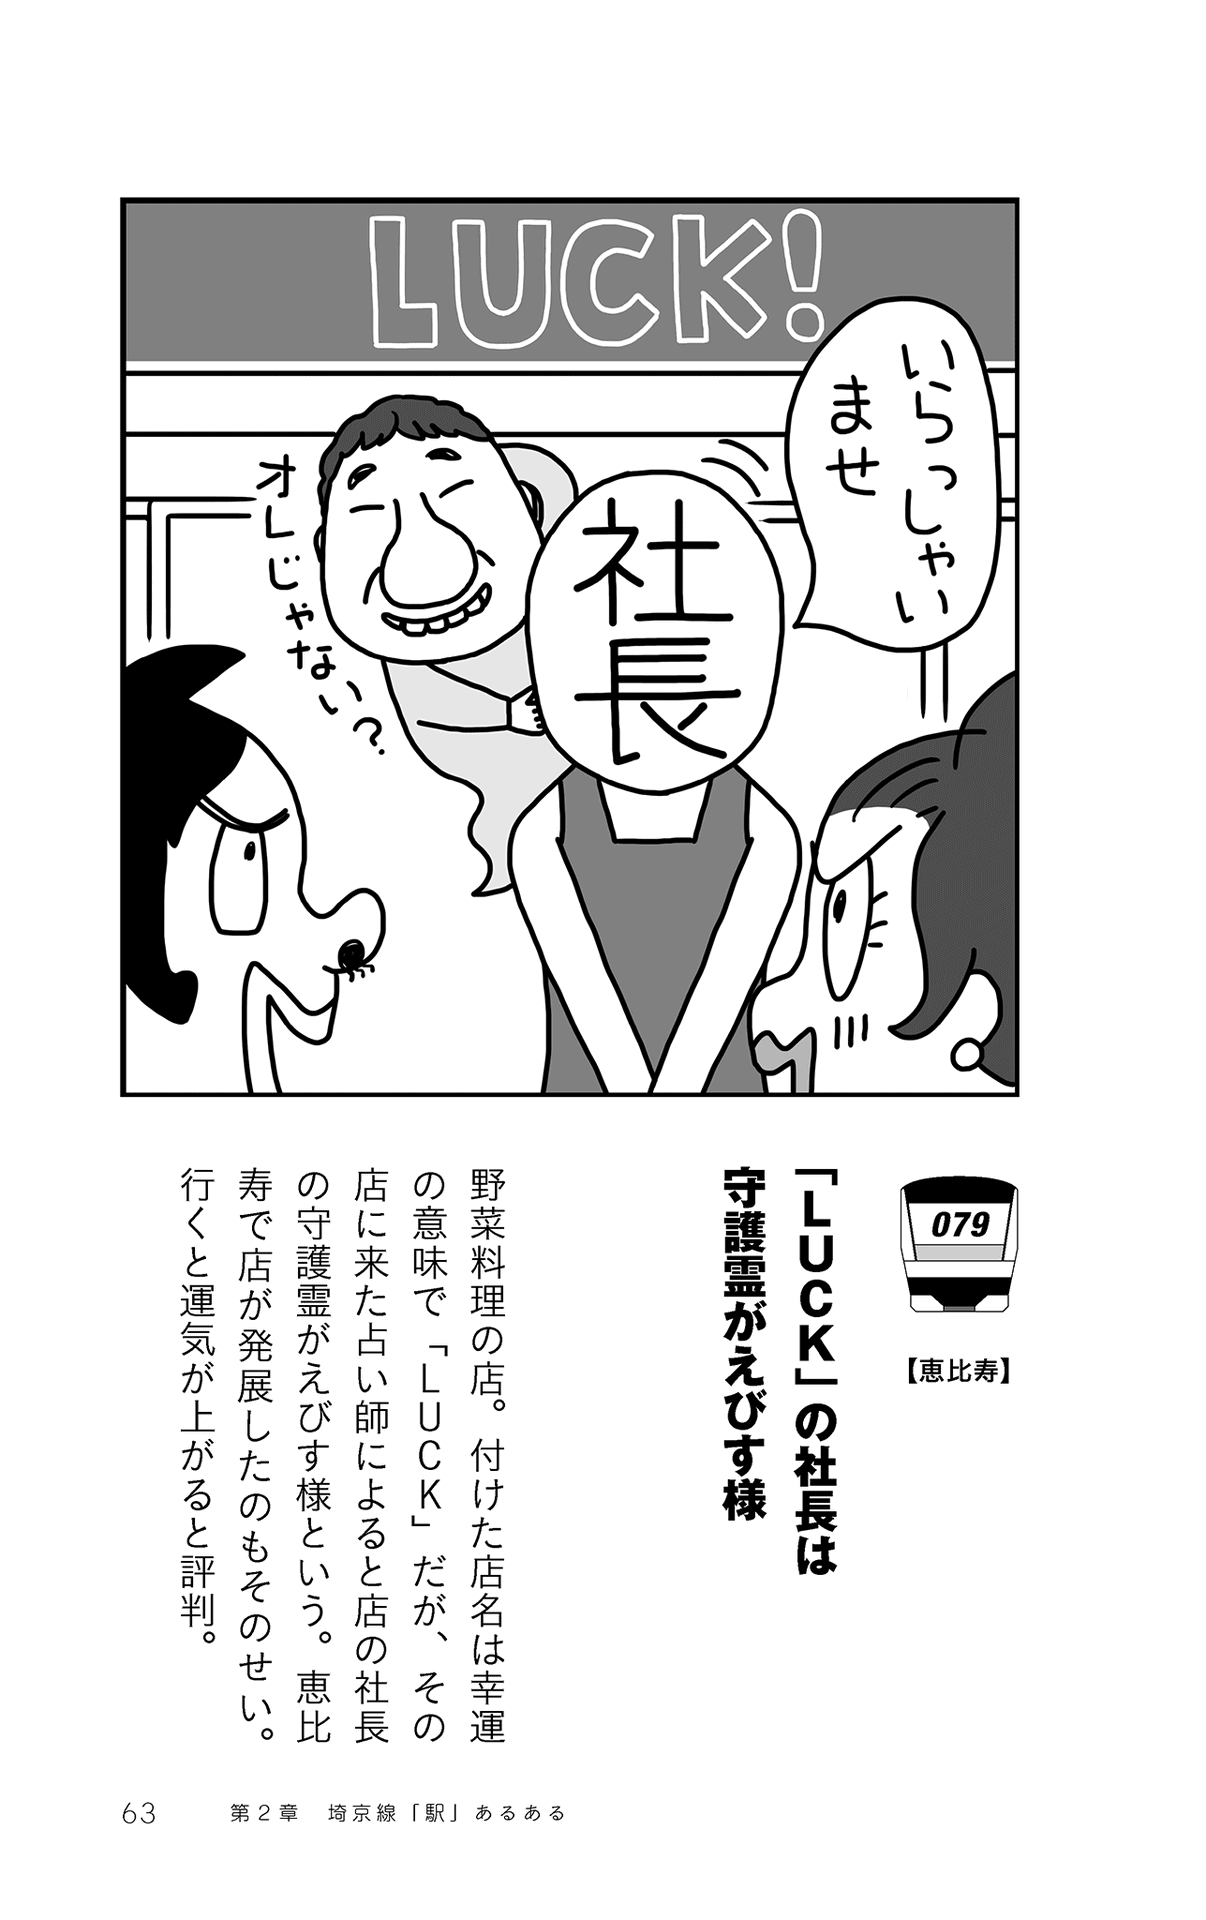 LUCK!
いらっしゃい
ませ
社長
オレじゃない?
079
【恵比寿】
「LUCK」の社長は
守護霊がえびす様
野菜料理の店。付けた店名は幸運
の意味で「LUCK」だが、その
店に来た占い師によると店の社長
の守護霊がえびす様という。恵比
寿で店が発展したのもそのせい。
行くと運気が上がると評判。
63 第2章 埼京線「駅」あるある